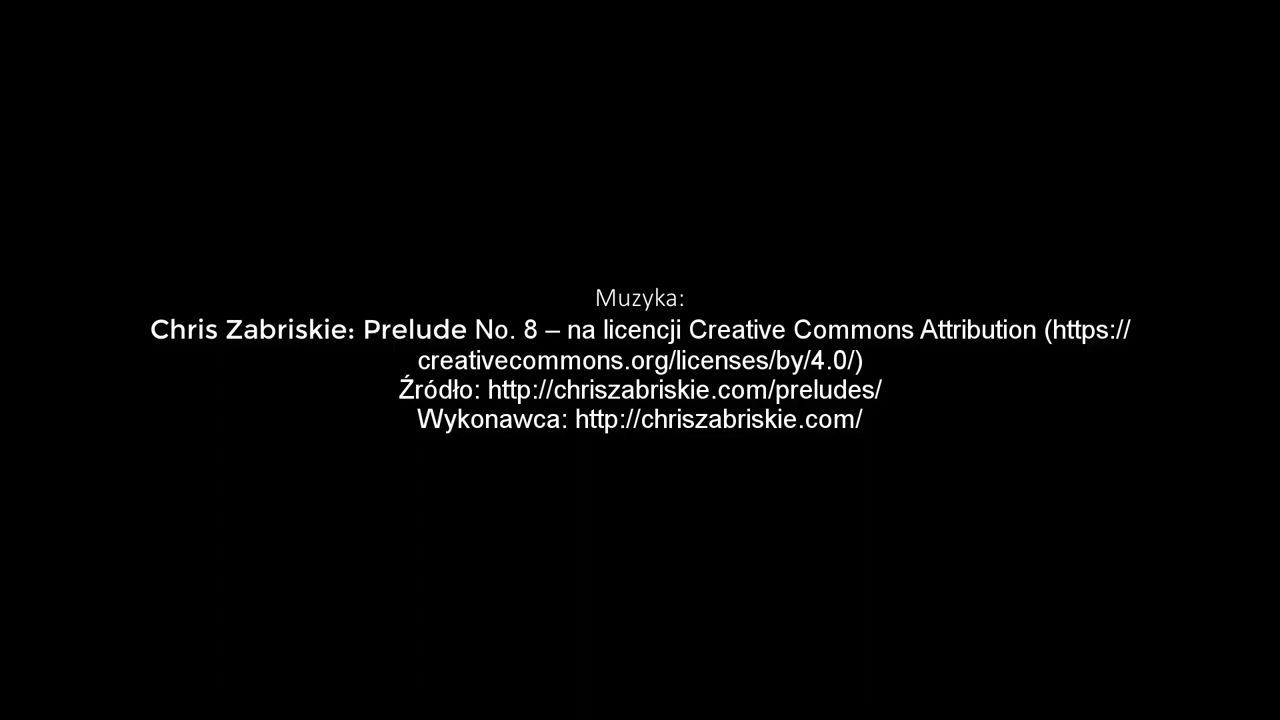 Muzyka:
Chris Zabriskie: Prelude No. 8 – na licencji Creative Commons Attribution (https://
creativecommons.org/licenses/by/4.0/)
Źródło: http://chriszabriskie.com/preludes/
Wykonawca: http://chriszabriskie.com/